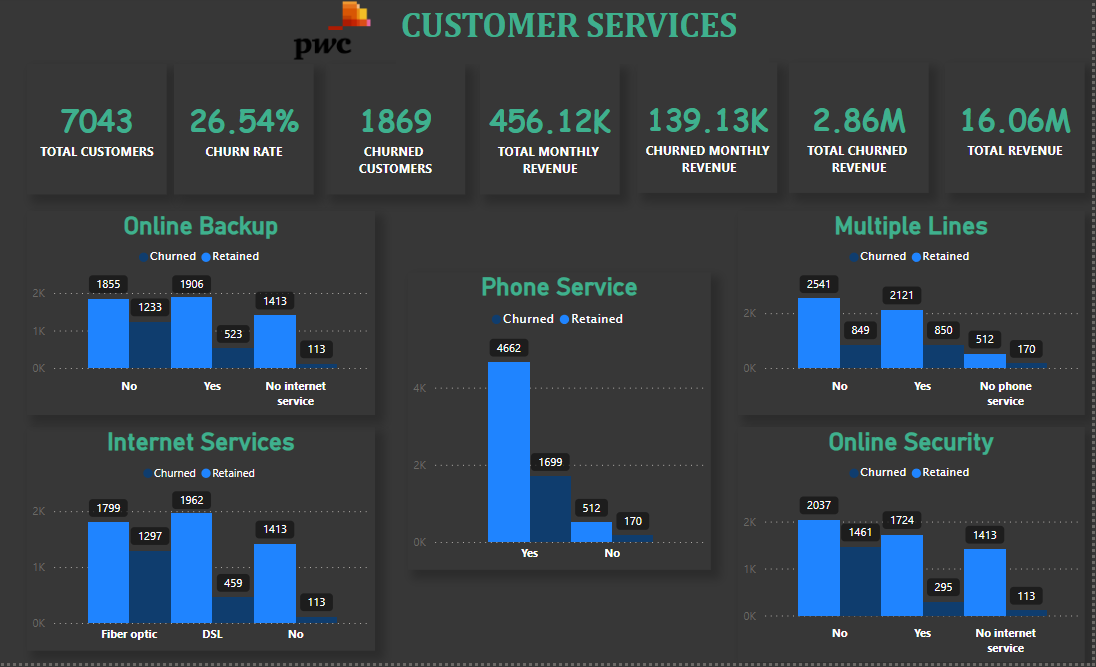 pwc
CUSTOMER SERVICES
7043
TOTAL CUSTOMERS
26.54%
CHURN RATE
1869
CHURNED
CUSTOMERS
456.12K
TOTAL MONTHLY
REVENUE
139.13K
CHURNED MONTHLY
REVENUE
2.86M
TOTAL CHURNED
REVENUE
16.06M
TOTAL REVENUE
Online Backup
Churned Retained
2K
1K
0K
1855
1233
1906
523
1413
113
No
Yes
No internet
service
Internet Services
Churned Retained
2K
1K
0K
1799
1297
1962
459
1413
113
Fiber optic
DSL
No
Phone Service
Churned Retained
4K
2K
0K
4662
1699
512
170
Yes
No
Multiple Lines
Churned Retained
2K
0K
2541
849
2121
850
512
170
No
Yes
No phone
service
Online Security
Churned Retained
2K
1K
0K
2037
1461
1724
295
1413
113
No
Yes
No internet
service